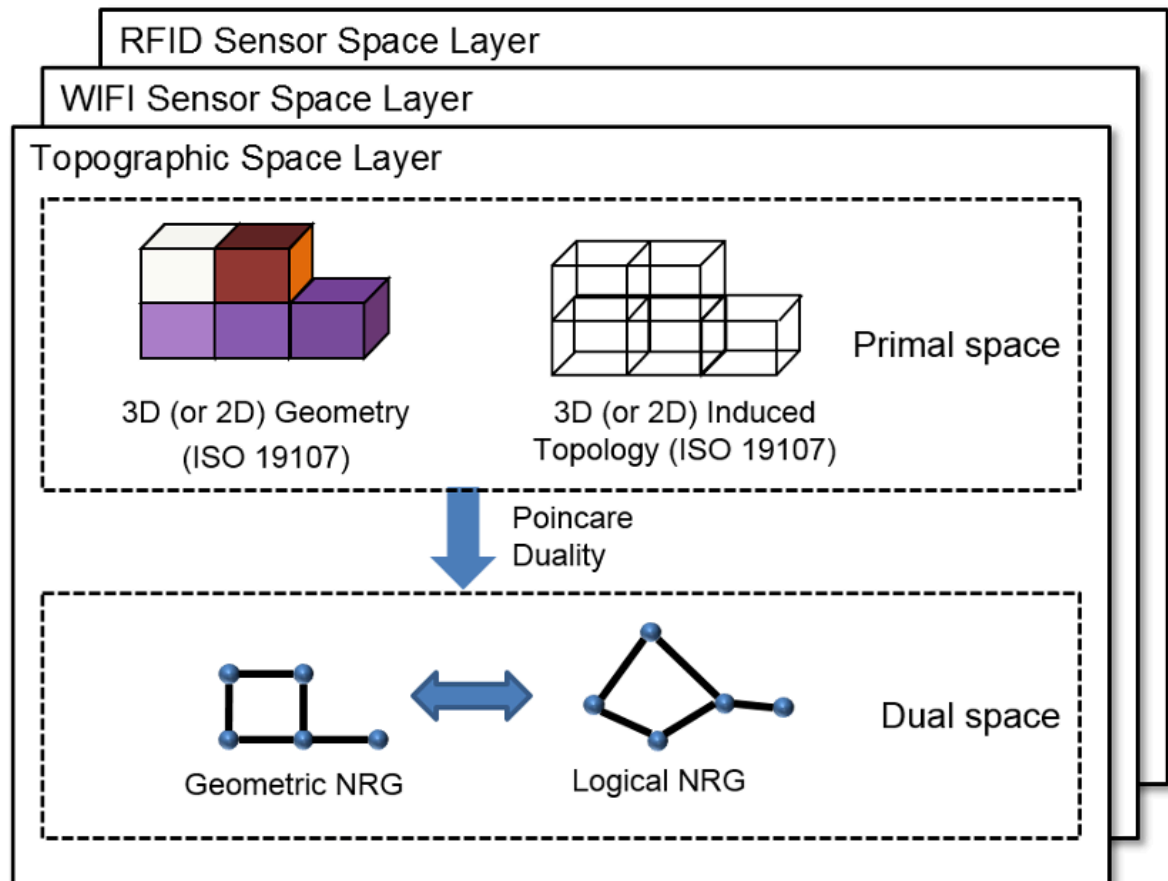 RFID Sensor Space Layer
WIFI Sensor Space Layer
Topographic Space Layer
3D (or 2D) Geometry
(ISO 19107)
3D (or 2D) Induced
Topology (ISO 19107)
Primal space
Poincare
Duality
Geometric NRG
Logical NRG
Dual space